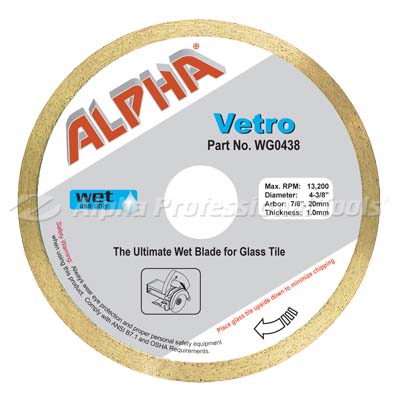 ALPHA®
Vetro
Part No. WG0438
wet
use only
Max. RPM: 13,200
Diameter: 4-3/8"
Arbor: 7/8", 20mm
Thickness: 1.0mm
Alpha Professional Tools
The Ultimate Wet Blade for Glass Tile
Safety Warning: Always wear eye protection and proper personal safety equipment
when using this product. Comply with ANSI B7.1 and OSHA Requirements.
Place glass tile upside down to minimize chipping